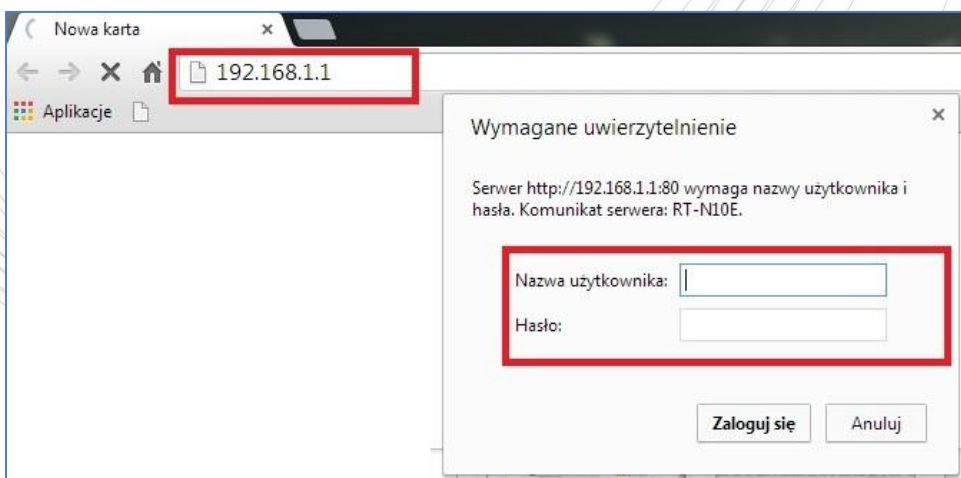 Nowa karta
192.168.1.1
Aplikacje
Wymagane uwierzytelnienie
Serwer http://192.168.1.1:80 wymaga nazwy użytkownika i
hasła. Komunikat serwera: RT-N10E.
Nazwa użytkownika:
Hasło:
Zaloguj się
Anuluj